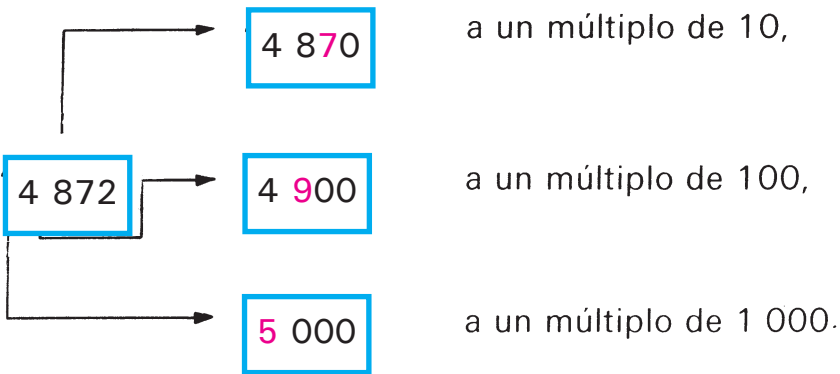 4 870 a un múltiplo de 10,
4 872 4 900 a un múltiplo de 100,
5 000 a un múltiplo de 1 000.